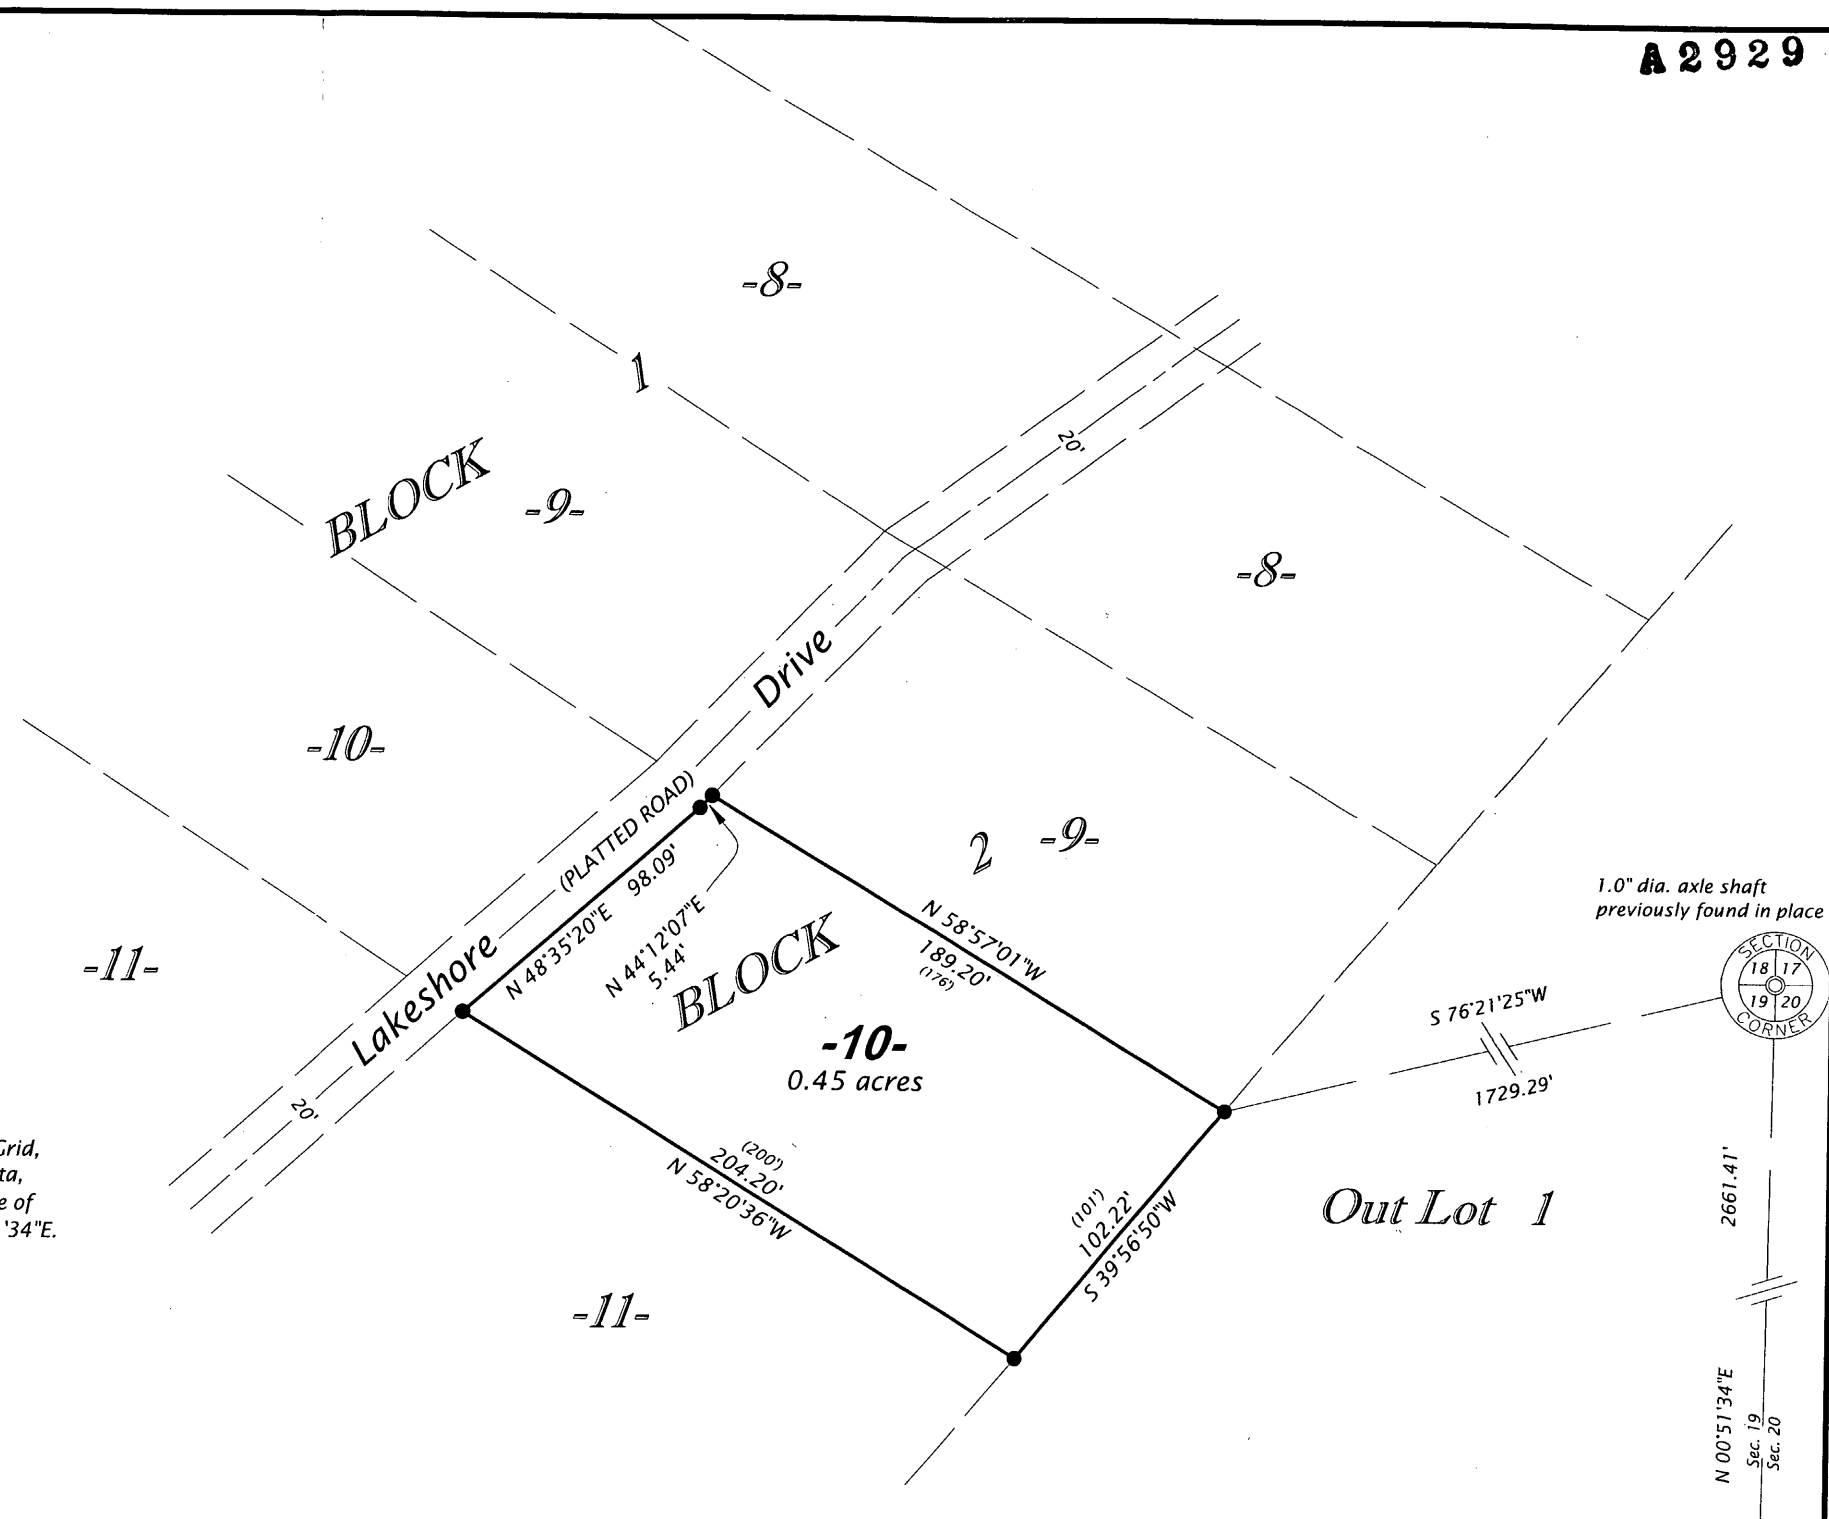 A2929
-8-
1
BLOCK
-9-
20'
-8-
Drive
-10-
(PLATTED ROAD)
98.09'
N 48°35'20"E
N 44°12'07"E
5.44'
2
-9-
N 58°57'01"W
189.20'
(176')
BLOCK
-10-
0.45 acres
Lakeshore
-11-
20'
1.0" dia. axle shaft
previously found in place
SECTION
18 17
19 20
CORNER
S 76°21'25"W
1729.29'
(200')
204.20'
N 58°20'36"W
(101')
102.22'
S 39°56'50"W
Out Lot 1
2661.41'
-11-
Grid,
ta,
e of
'34"E.
N 00°51'34"E
Sec. 19
Sec. 20